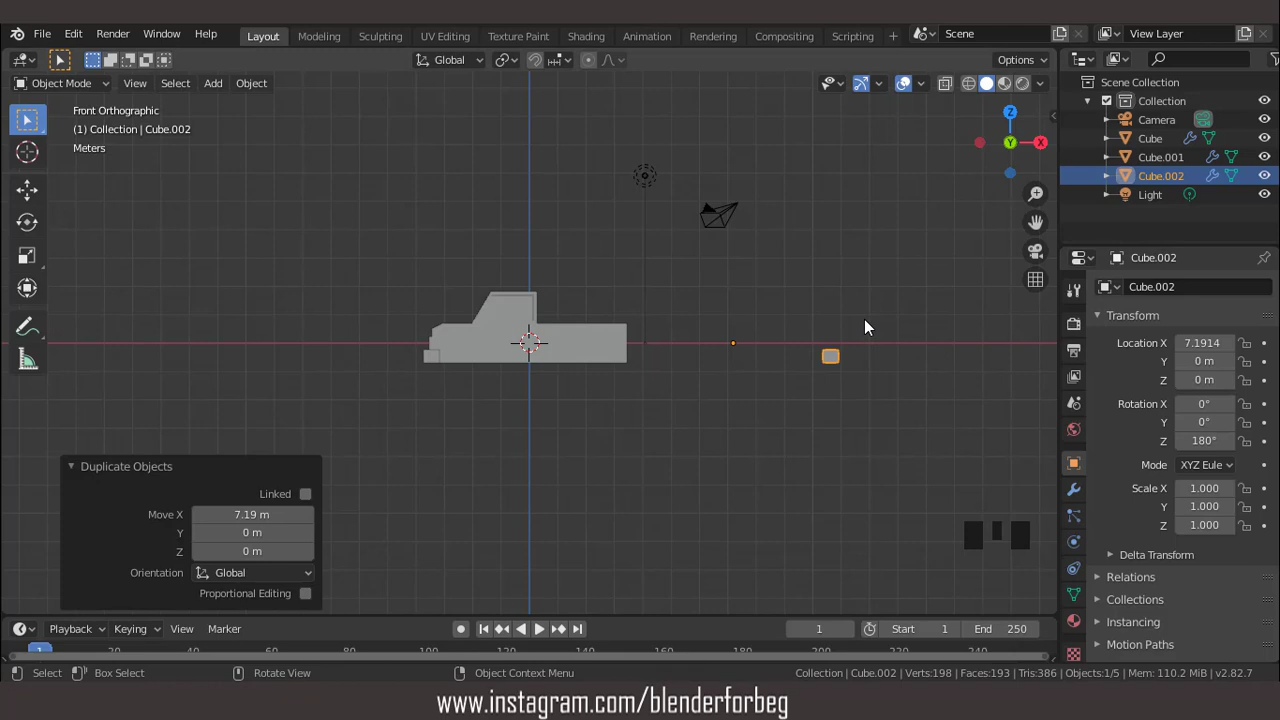 File Edit Render Window Help Layout Modeling Sculpting UV Editing Texture Paint Shading Animation Rendering Compositing Scripting + Scene View Layer
Global Options
Object Mode View Select Add Object
Scene Collection
Collection
Camera
Cube
Cube.001
Cube.002
Light
Front Orthographic
(1) Collection | Cube.002
Meters
Z
Y
X
Cube.002
Cube.002
Transform
Location X 7.1914
Y 0 m
Z 0 m
Rotation X 0°
Y 0°
Z 180°
Mode XYZ Eule
Scale X 1.000
Y 1.000
Z 1.000
Delta Transform
Relations
Collections
Instancing
Motion Paths
Duplicate Objects
Linked
Move X 7.19 m
Y 0 m
Z 0 m
Orientation Global
Proportional Editing
Playback Keying View Marker 1 Start 1 End 250
1 20 40 60 80 100 120 140 160 180 200 220 240
Select Box Select Rotate View Object Context Menu Collection | Cube.002 | Verts:198 | Faces:193 | Tris:386 | Objects:1/5 | Mem: 110.2 MiB | v2.82.7
www.instagram.com/blenderforbeg